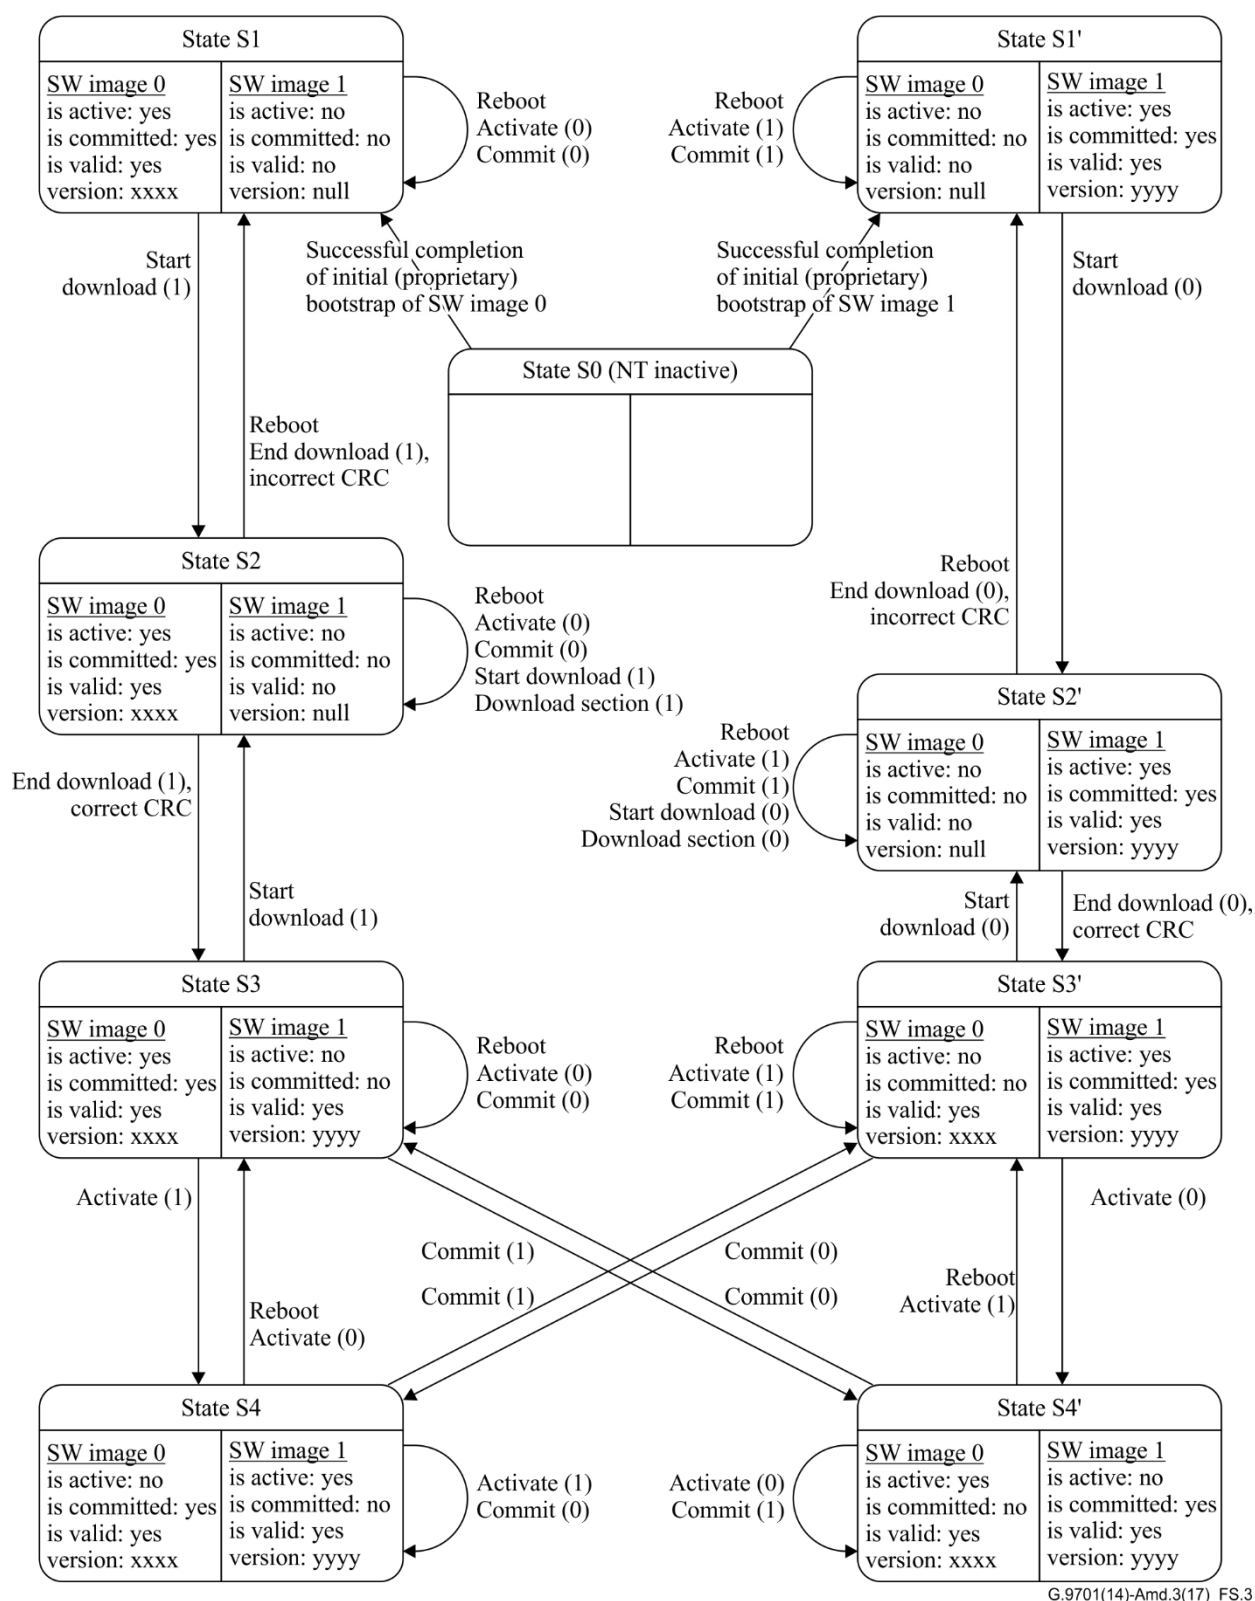 State S1
SW image 0
is active: yes
is committed: yes
is valid: yes
version: xxxx
SW image 1
is active: no
is committed: no
is valid: no
version: null
Reboot
Activate (0)
Commit (0)
State S1'
SW image 0
is active: no
is committed: no
is valid: no
version: null
SW image 1
is active: yes
is committed: yes
is valid: yes
version: yyyy
Reboot
Activate (1)
Commit (1)
Start
download (1)
Successful completion
of initial (proprietary)
bootstrap of SW image 0
Successful completion
of initial (proprietary)
bootstrap of SW image 1
Start
download (0)
State S0 (NT inactive)
Reboot
End download (1),
incorrect CRC
Reboot
End download (0),
incorrect CRC
State S2
SW image 0
is active: yes
is committed: yes
is valid: yes
version: xxxx
SW image 1
is active: no
is committed: no
is valid: no
version: null
Reboot
Activate (0)
Commit (0)
Start download (1)
Download section (1)
State S2'
SW image 0
is active: no
is committed: no
is valid: no
version: null
SW image 1
is active: yes
is committed: yes
is valid: yes
version: yyyy
Reboot
Activate (1)
Commit (1)
Start download (0)
Download section (0)
End download (1),
correct CRC
Start
download (1)
Start
download (0)
End download (0),
correct CRC
State S3
SW image 0
is active: yes
is committed: yes
is valid: yes
version: xxxx
SW image 1
is active: no
is committed: no
is valid: yes
version: yyyy
Reboot
Activate (0)
Commit (0)
State S3'
SW image 0
is active: no
is committed: no
is valid: yes
version: xxxx
SW image 1
is active: yes
is committed: yes
is valid: yes
version: yyyy
Reboot
Activate (1)
Commit (1)
Activate (1)
Activate (0)
Commit (1)
Commit (0)
Commit (1)
Commit (0)
Reboot
Activate (0)
Reboot
Activate (1)
State S4
SW image 0
is active: no
is committed: yes
is valid: yes
version: xxxx
SW image 1
is active: yes
is committed: no
is valid: yes
version: yyyy
Activate (1)
Commit (0)
State S4'
SW image 0
is active: yes
is committed: no
is valid: yes
version: xxxx
SW image 1
is active: no
is committed: yes
is valid: yes
version: yyyy
Activate (0)
Commit (1)
G.9701(14)-Amd.3(17)_FS.3